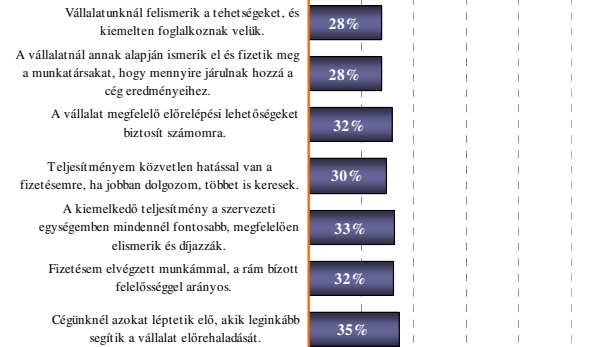 Vállalatunknál felismerik a tehetségeket, és
kiemelten foglalkoznak velük.
28%
A vállalatnál annak alapján ismerik el és fizetik meg
a munkatársakat, hogy mennyire járulnak hozzá a
cég eredményeihez.
28%
A vállalat megfelelő előrelépési lehetőségeket
biztosít számomra.
32%
Teljesítményem közvetlen hatással van a
fizetésemre, ha jobban dolgozom, többet is keresek.
30%
A kiemelkedő teljesítmény a szervezeti
egységemben mindennél fontosabb, megfelelően
elismerik és díjazzák.
33%
Fizetésem elvégzett munkámmal, a rám bízott
felelősséggel arányos.
32%
Cégünknél azokat léptetik elő, akik leginkább
segítik a vállalat előrehaladását.
35%